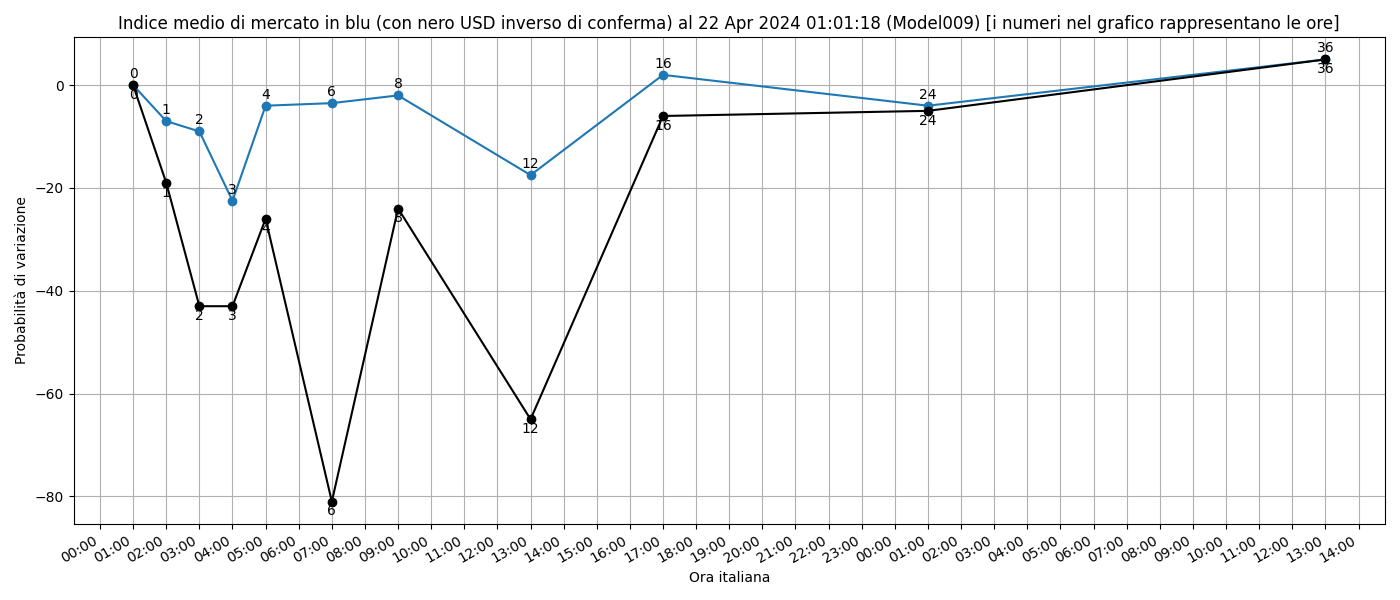 Indice medio di mercato in blu (con nero USD inverso di conferma) al 22 Apr 2024 01:01:18 (Model009) [i numeri nel grafico rappresentano le ore]
Probabilità di variazione
0
−20
−40
−60
−80
0 1 2 3 4 6 8 12 16 24 36
0 1 2 3 4 6 8 12 16 24 36
00:00 01:00 02:00 03:00 04:00 05:00 06:00 07:00 08:00 09:00 10:00 11:00 12:00 13:00 14:00 15:00 16:00 17:00 18:00 19:00 20:00 21:00 22:00 23:00 00:00 01:00 02:00 03:00 04:00 05:00 06:00 07:00 08:00 09:00 10:00 11:00 12:00 13:00 14:00
Ora italiana